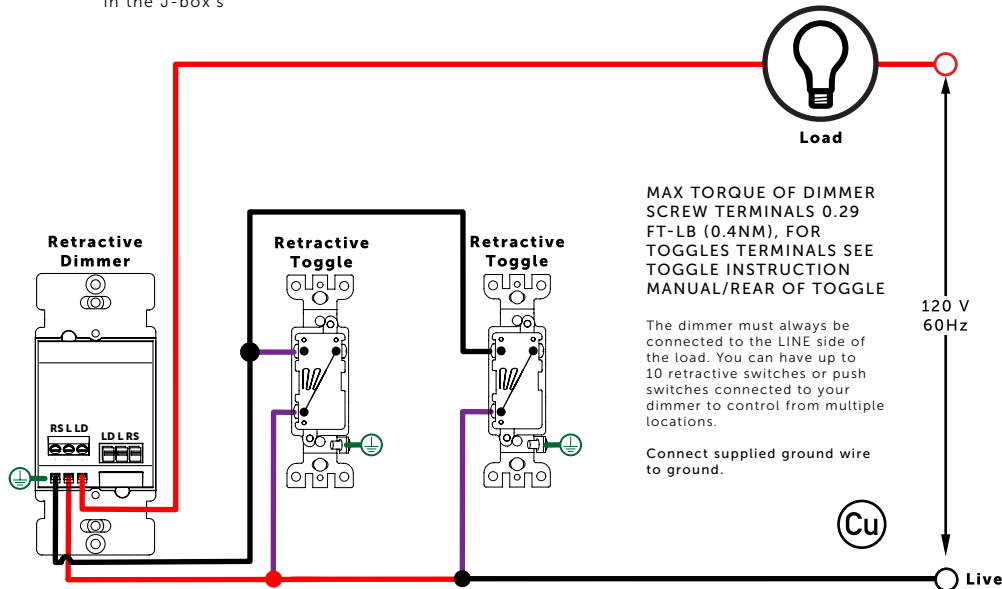 in the J-box's
Load
Retractive
Dimmer
Retractive
Toggle
Retractive
Toggle
MAX TORQUE OF DIMMER
SCREW TERMINALS 0.29
FT-LB (0.4NM), FOR
TOGGLES TERMINALS SEE
TOGGLE INSTRUCTION
MANUAL/REAR OF TOGGLE
120 V
60Hz
The dimmer must always be
connected to the LINE side of
the load. You can have up to
10 retractive switches or push
switches connected to your
dimmer to control from multiple
locations.
Connect supplied ground wire
to ground.
RS L LD
LD L RS
Cu
Live